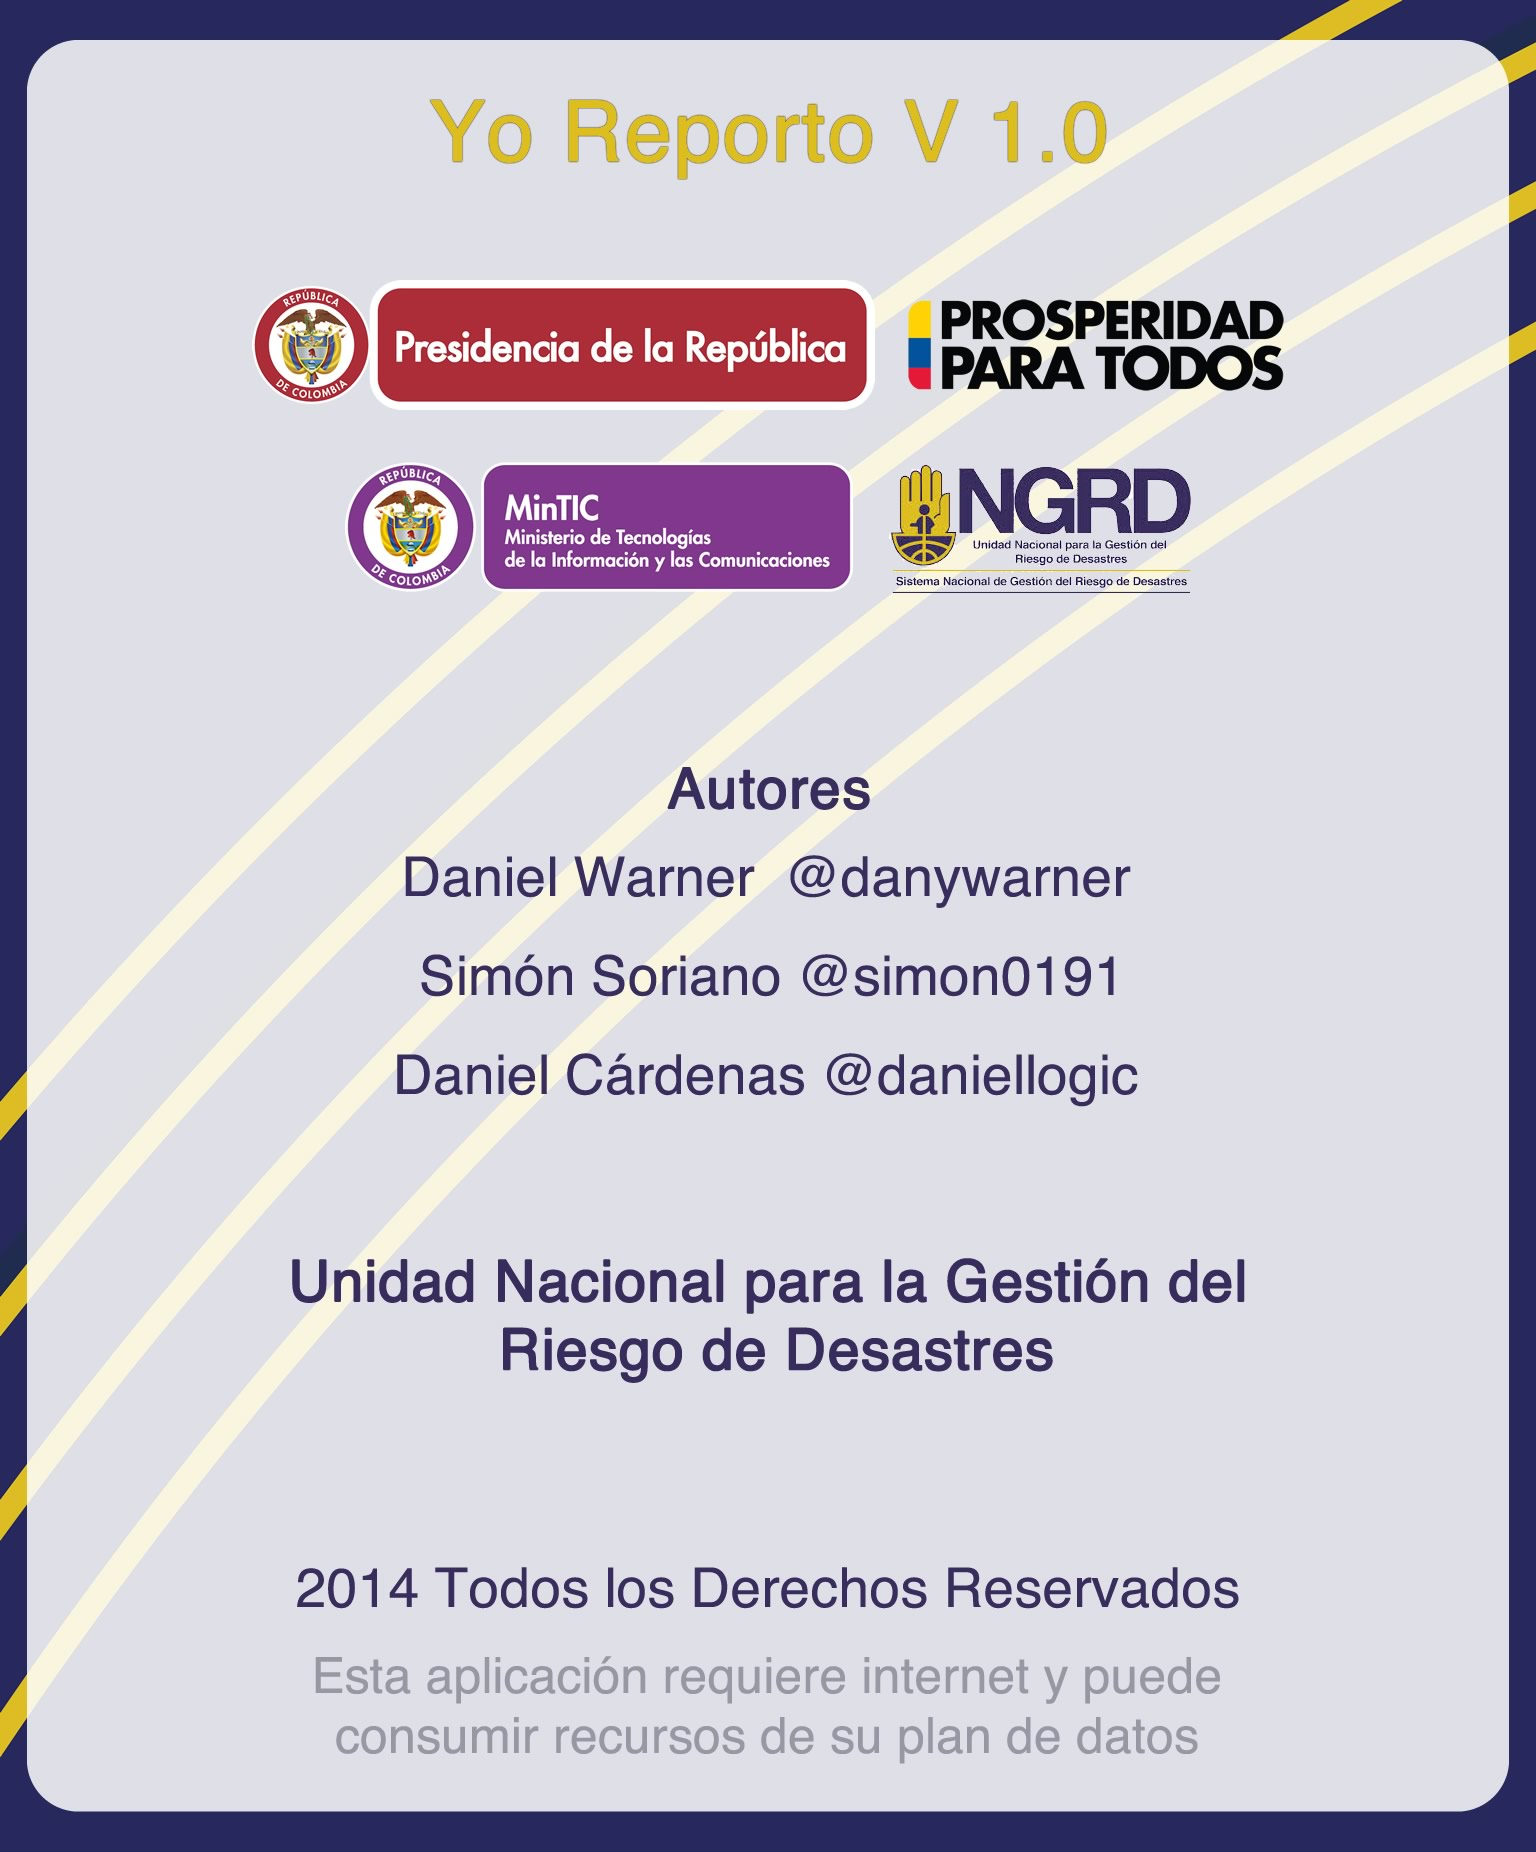 Yo Reporto V 1.0
REPÚBLICA
DE COLOMBIA
Presidencia de la República
PROSPERIDAD
PARA TODOS
REPÚBLICA
DE COLOMBIA
MinTIC
Ministerio de Tecnologías
de la Información y las Comunicaciones
NGRD
Unidad Nacional para la Gestión del
Riesgo de Desastres
Sistema Nacional de Gestión del Riesgo de Desastres
Autores
Daniel Warner @danywarner
Simón Soriano @simon0191
Daniel Cárdenas @daniellogic
Unidad Nacional para la Gestión del
Riesgo de Desastres
2014 Todos los Derechos Reservados
Esta aplicación requiere internet y puede
consumir recursos de su plan de datos